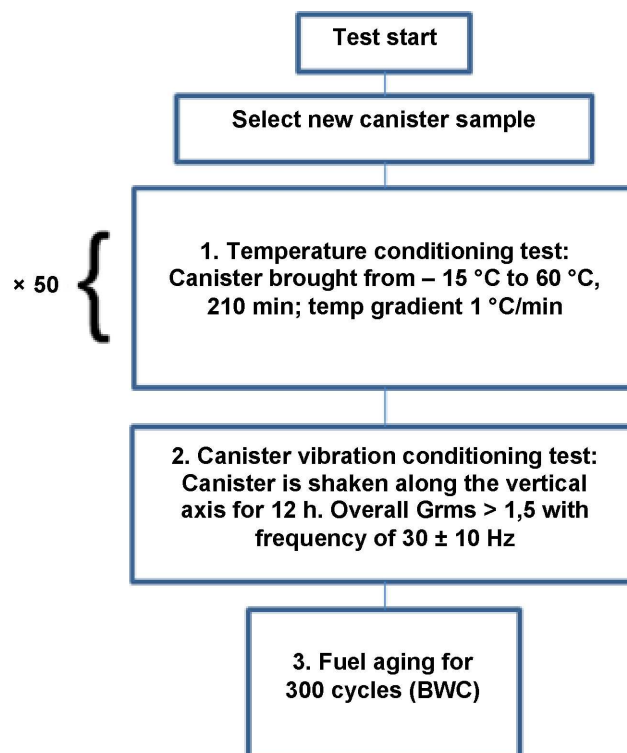 Test start
Select new canister sample
× 50
{
1. Temperature conditioning test:
Canister brought from – 15 °C to 60 °C,
210 min; temp gradient 1 °C/min
2. Canister vibration conditioning test:
Canister is shaken along the vertical
axis for 12 h. Overall Grms > 1,5 with
frequency of 30 ± 10 Hz
3. Fuel aging for
300 cycles (BWC)